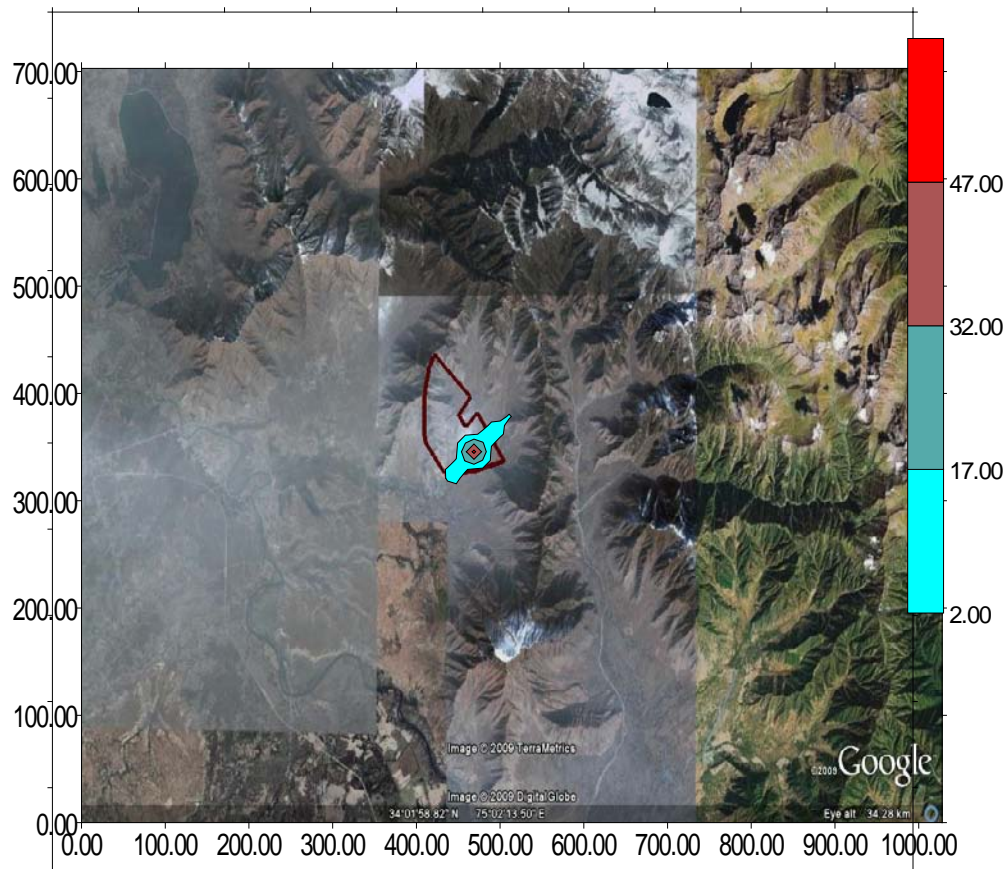 700.00
600.00
500.00
400.00
300.00
200.00
100.00
0.00
47.00
32.00
17.00
2.00
Image © 2009 TerraMetrics
©2009 Google
Image © 2009 DigitalGlobe
34°01'58.82" N 75°02'13.50" E
Eye alt 34.28 km
0.00 100.00 200.00 300.00 400.00 500.00 600.00 700.00 800.00 900.00 1000.00